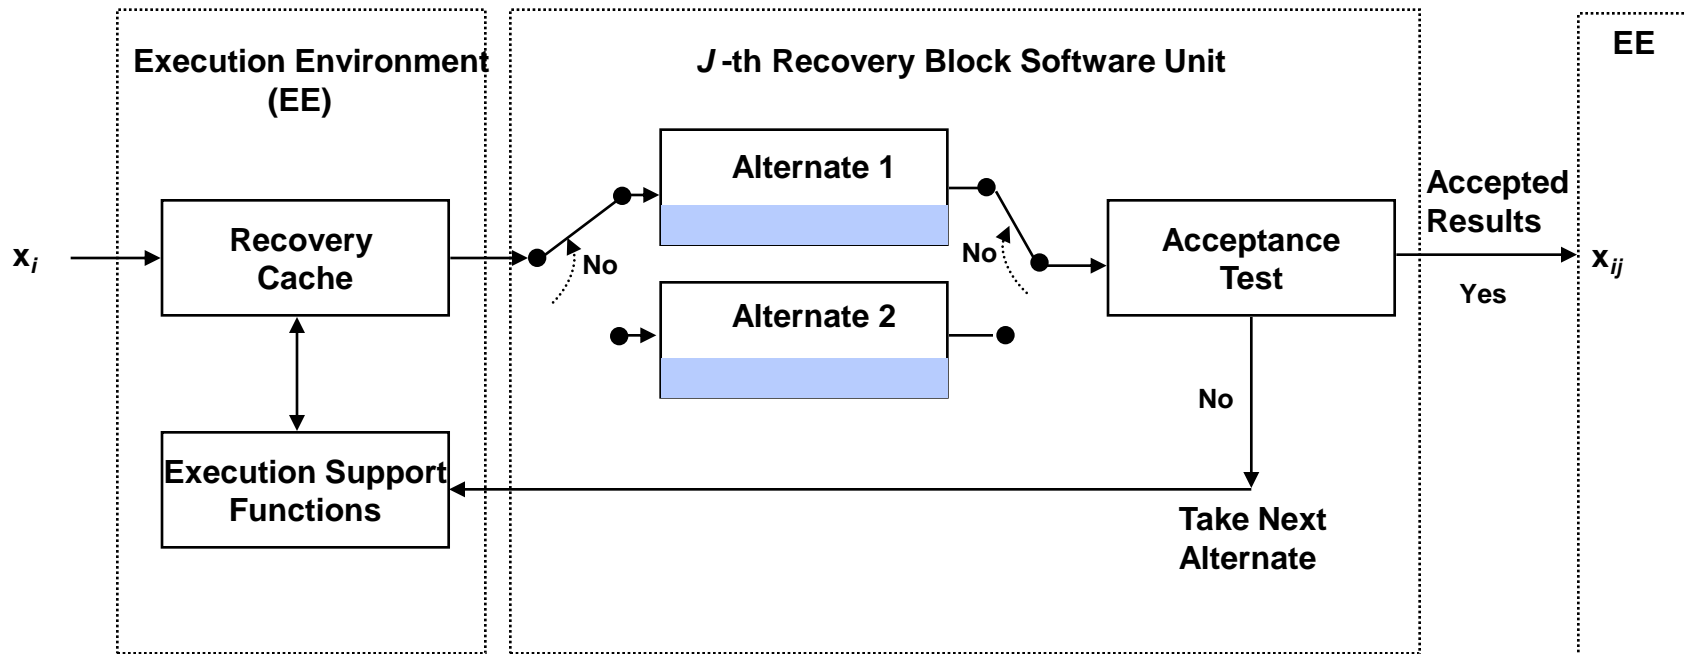 Execution Environment
(EE)
J -th Recovery Block Software Unit
EE
x_i
Recovery
Cache
No
Alternate 1
Alternate 2
No
Acceptance
Test
Accepted
Results
Yes
x_ij
No
Execution Support
Functions
Take Next
Alternate